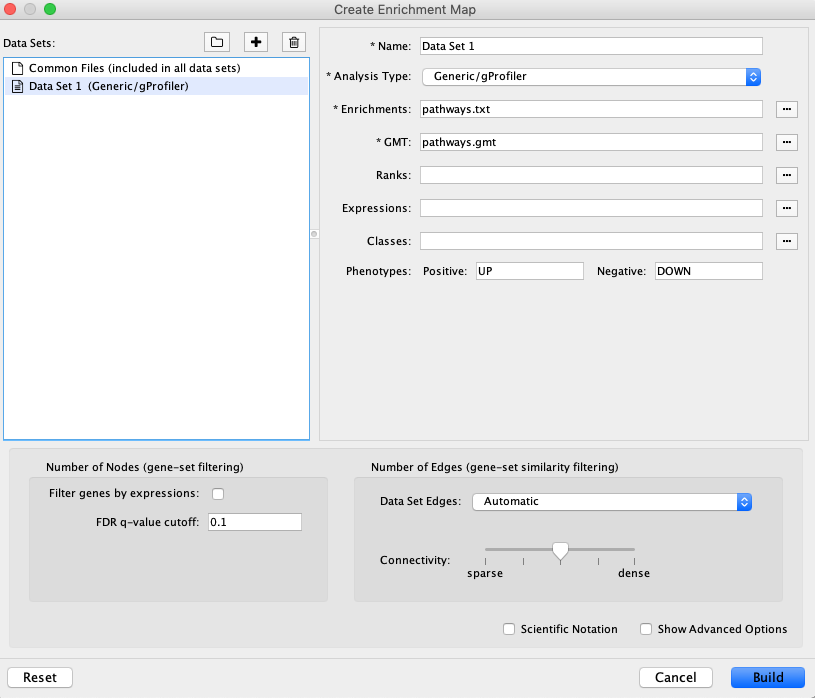 Create Enrichment Map
Data Sets:
Common Files (included in all data sets)
Data Set 1 (Generic/gProfiler)
* Name: Data Set 1
* Analysis Type: Generic/gProfiler
* Enrichments: pathways.txt ...
* GMT: pathways.gmt ...
Ranks: ...
Expressions: ...
Classes: ...
Phenotypes: Positive: UP Negative: DOWN
Number of Nodes (gene-set filtering)
Filter genes by expressions:
FDR q-value cutoff: 0.1
Number of Edges (gene-set similarity filtering)
Data Set Edges: Automatic
Connectivity:
sparse dense
Scientific Notation Show Advanced Options
Reset Cancel Build